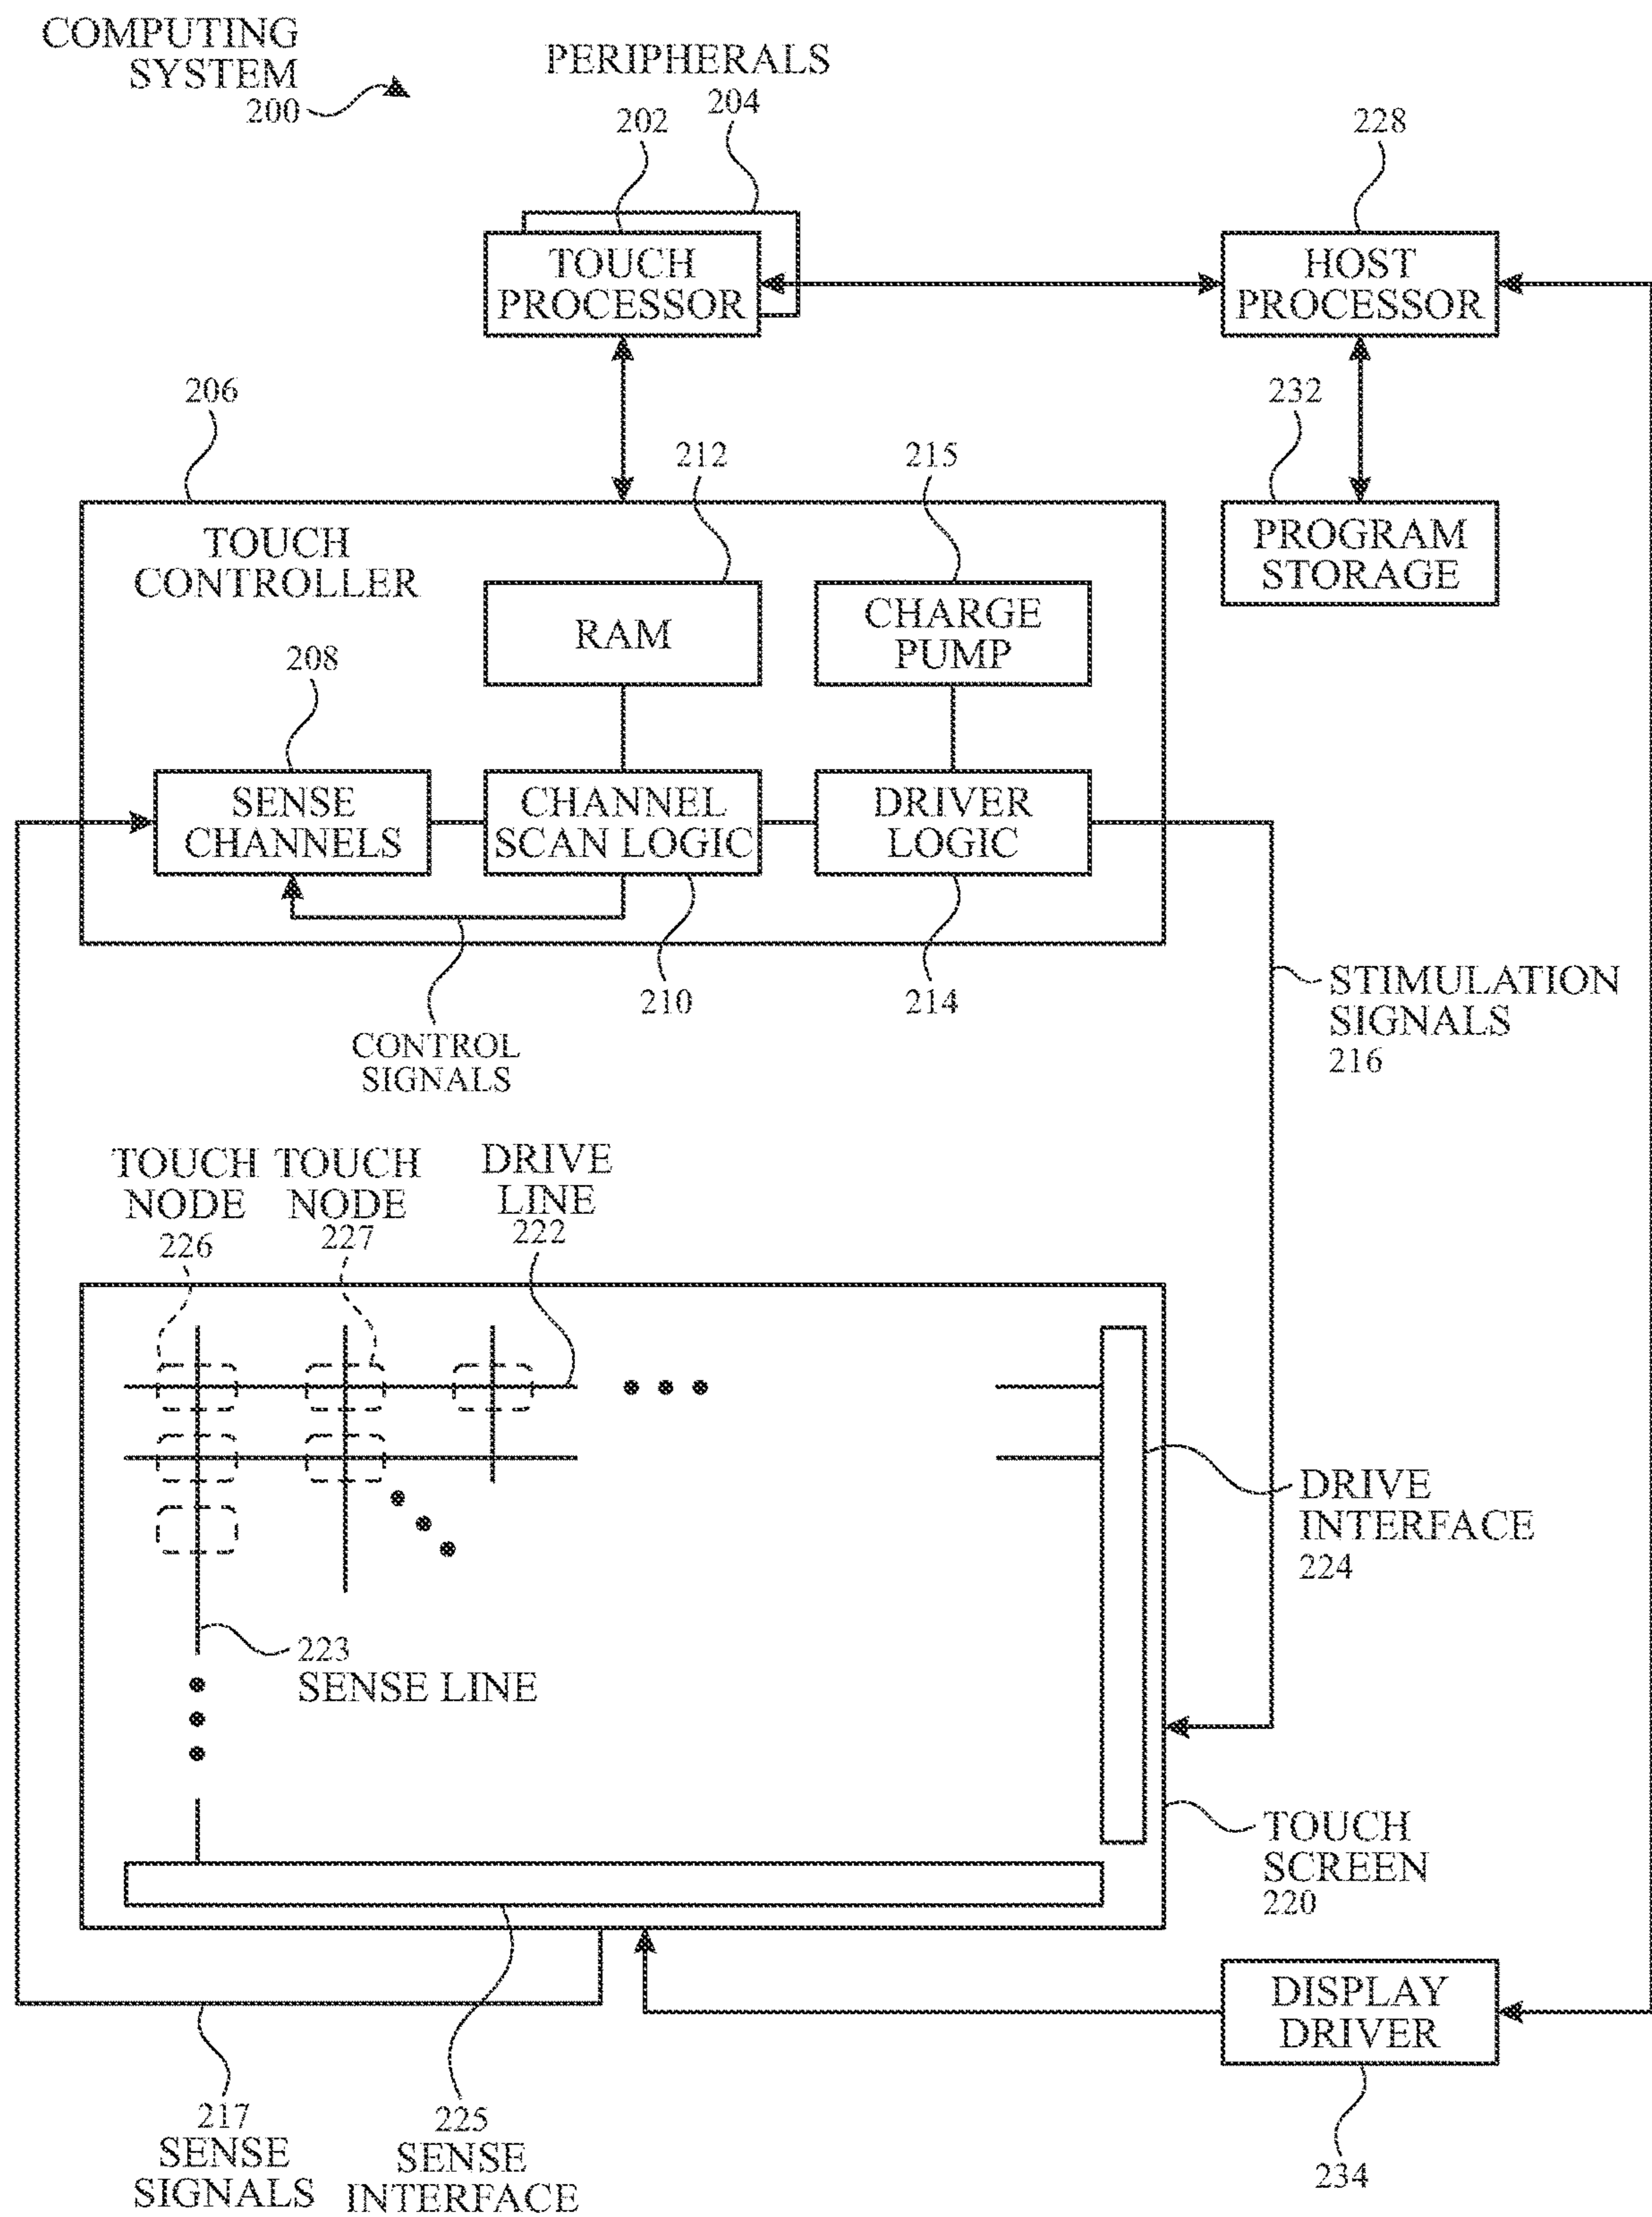 COMPUTING
SYSTEM
200
PERIPHERALS
204
202
228
TOUCH
PROCESSOR
HOST
PROCESSOR
206
212
215
232
TOUCH
CONTROLLER
RAM
CHARGE
PUMP
PROGRAM
STORAGE
208
SENSE
CHANNELS
CHANNEL
SCAN LOGIC
DRIVER
LOGIC
210
214
CONTROL
SIGNALS
STIMULATION
SIGNALS
216
TOUCH
NODE
226
TOUCH
NODE
227
DRIVE
LINE
222
DRIVE
INTERFACE
224
223
SENSE LINE
TOUCH
SCREEN
220
DISPLAY
DRIVER
217
SENSE
SIGNALS
225
SENSE
INTERFACE
234